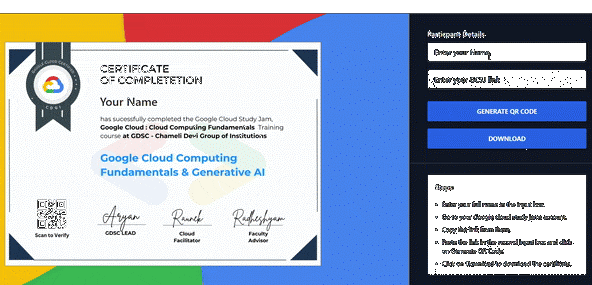 GOOGLE CLOUD CERTIFIED
CDGI
CERTIFICATE
OF COMPLETETION
Your Name
has sucessfully completed the Google Cloud Study Jam,
Google Cloud : Cloud Computing Fundamentals Training
course at GDSC - Chameli Devi Group of Institutions
Google Cloud Computing
Fundamentals & Generative AI
Scan to Verify
Aryan
GDSC LEAD
Raunek
Cloud
Facilitator
Radheshyam
Faculty
Advisor
Participant Details
Enter your Name
Enter your GCSJ link
GENERATE QR CODE
DOWNLOAD
Steps:
Enter your full name in the input box.
Go to your Google cloud study jams account.
Copy the link from there.
Paste the link in the second input box and click
on Generate QR Code.
Click on Download to download the certificate.